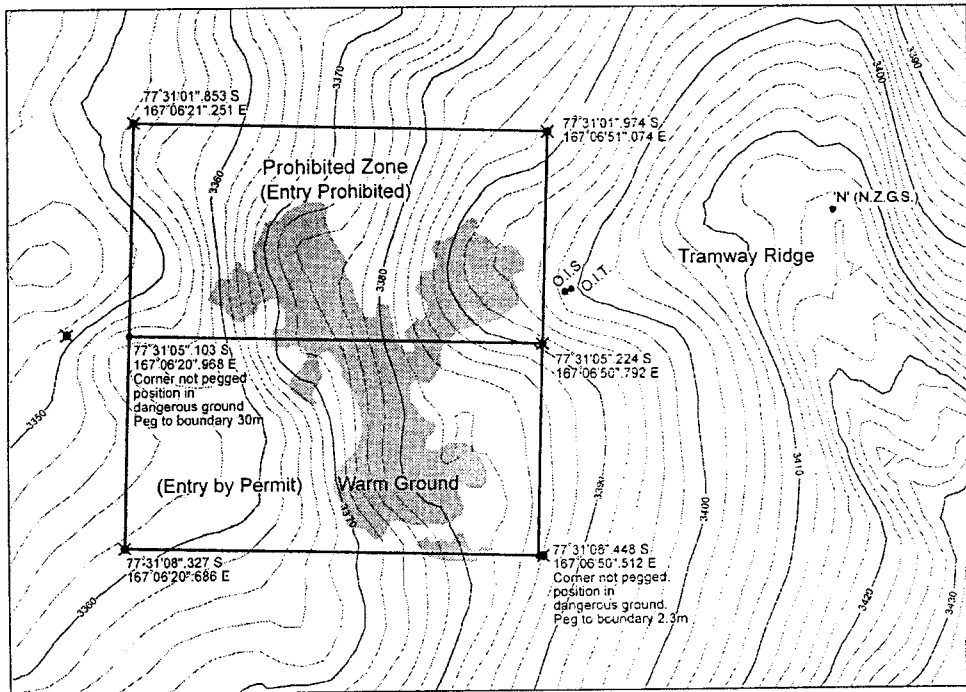 3370
3390
3400
77°31'01".853 S
167°06'21".251 E
77°31'01".974 S
167°06'51".074 E
Prohibited Zone
(Entry Prohibited)
3360
'N' (N.Z.G.S.)
Tramway Ridge
3380
O.I.S.
O.I.T.
77°31'05".103 S
167°06'20".968 E
Corner not pegged
position in
dangerous ground
Peg to boundary 30m
77°31'05".224 S
167°06'50".792 E
3350
(Entry by Permit)
Warm Ground
3370
3390
3400
3410
77°31'08".327 S
167°06'20".686 E
77°31'08".448 S
167°06'50".512 E
Corner not pegged.
position in
dangerous ground.
Peg to boundary 2.3m
3360
3420
3430